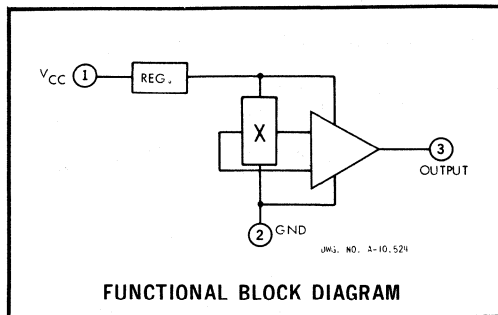 VCC 1 REG.
X
3
OUTPUT
2 GND
DWG. NO. A-10,524
FUNCTIONAL BLOCK DIAGRAM